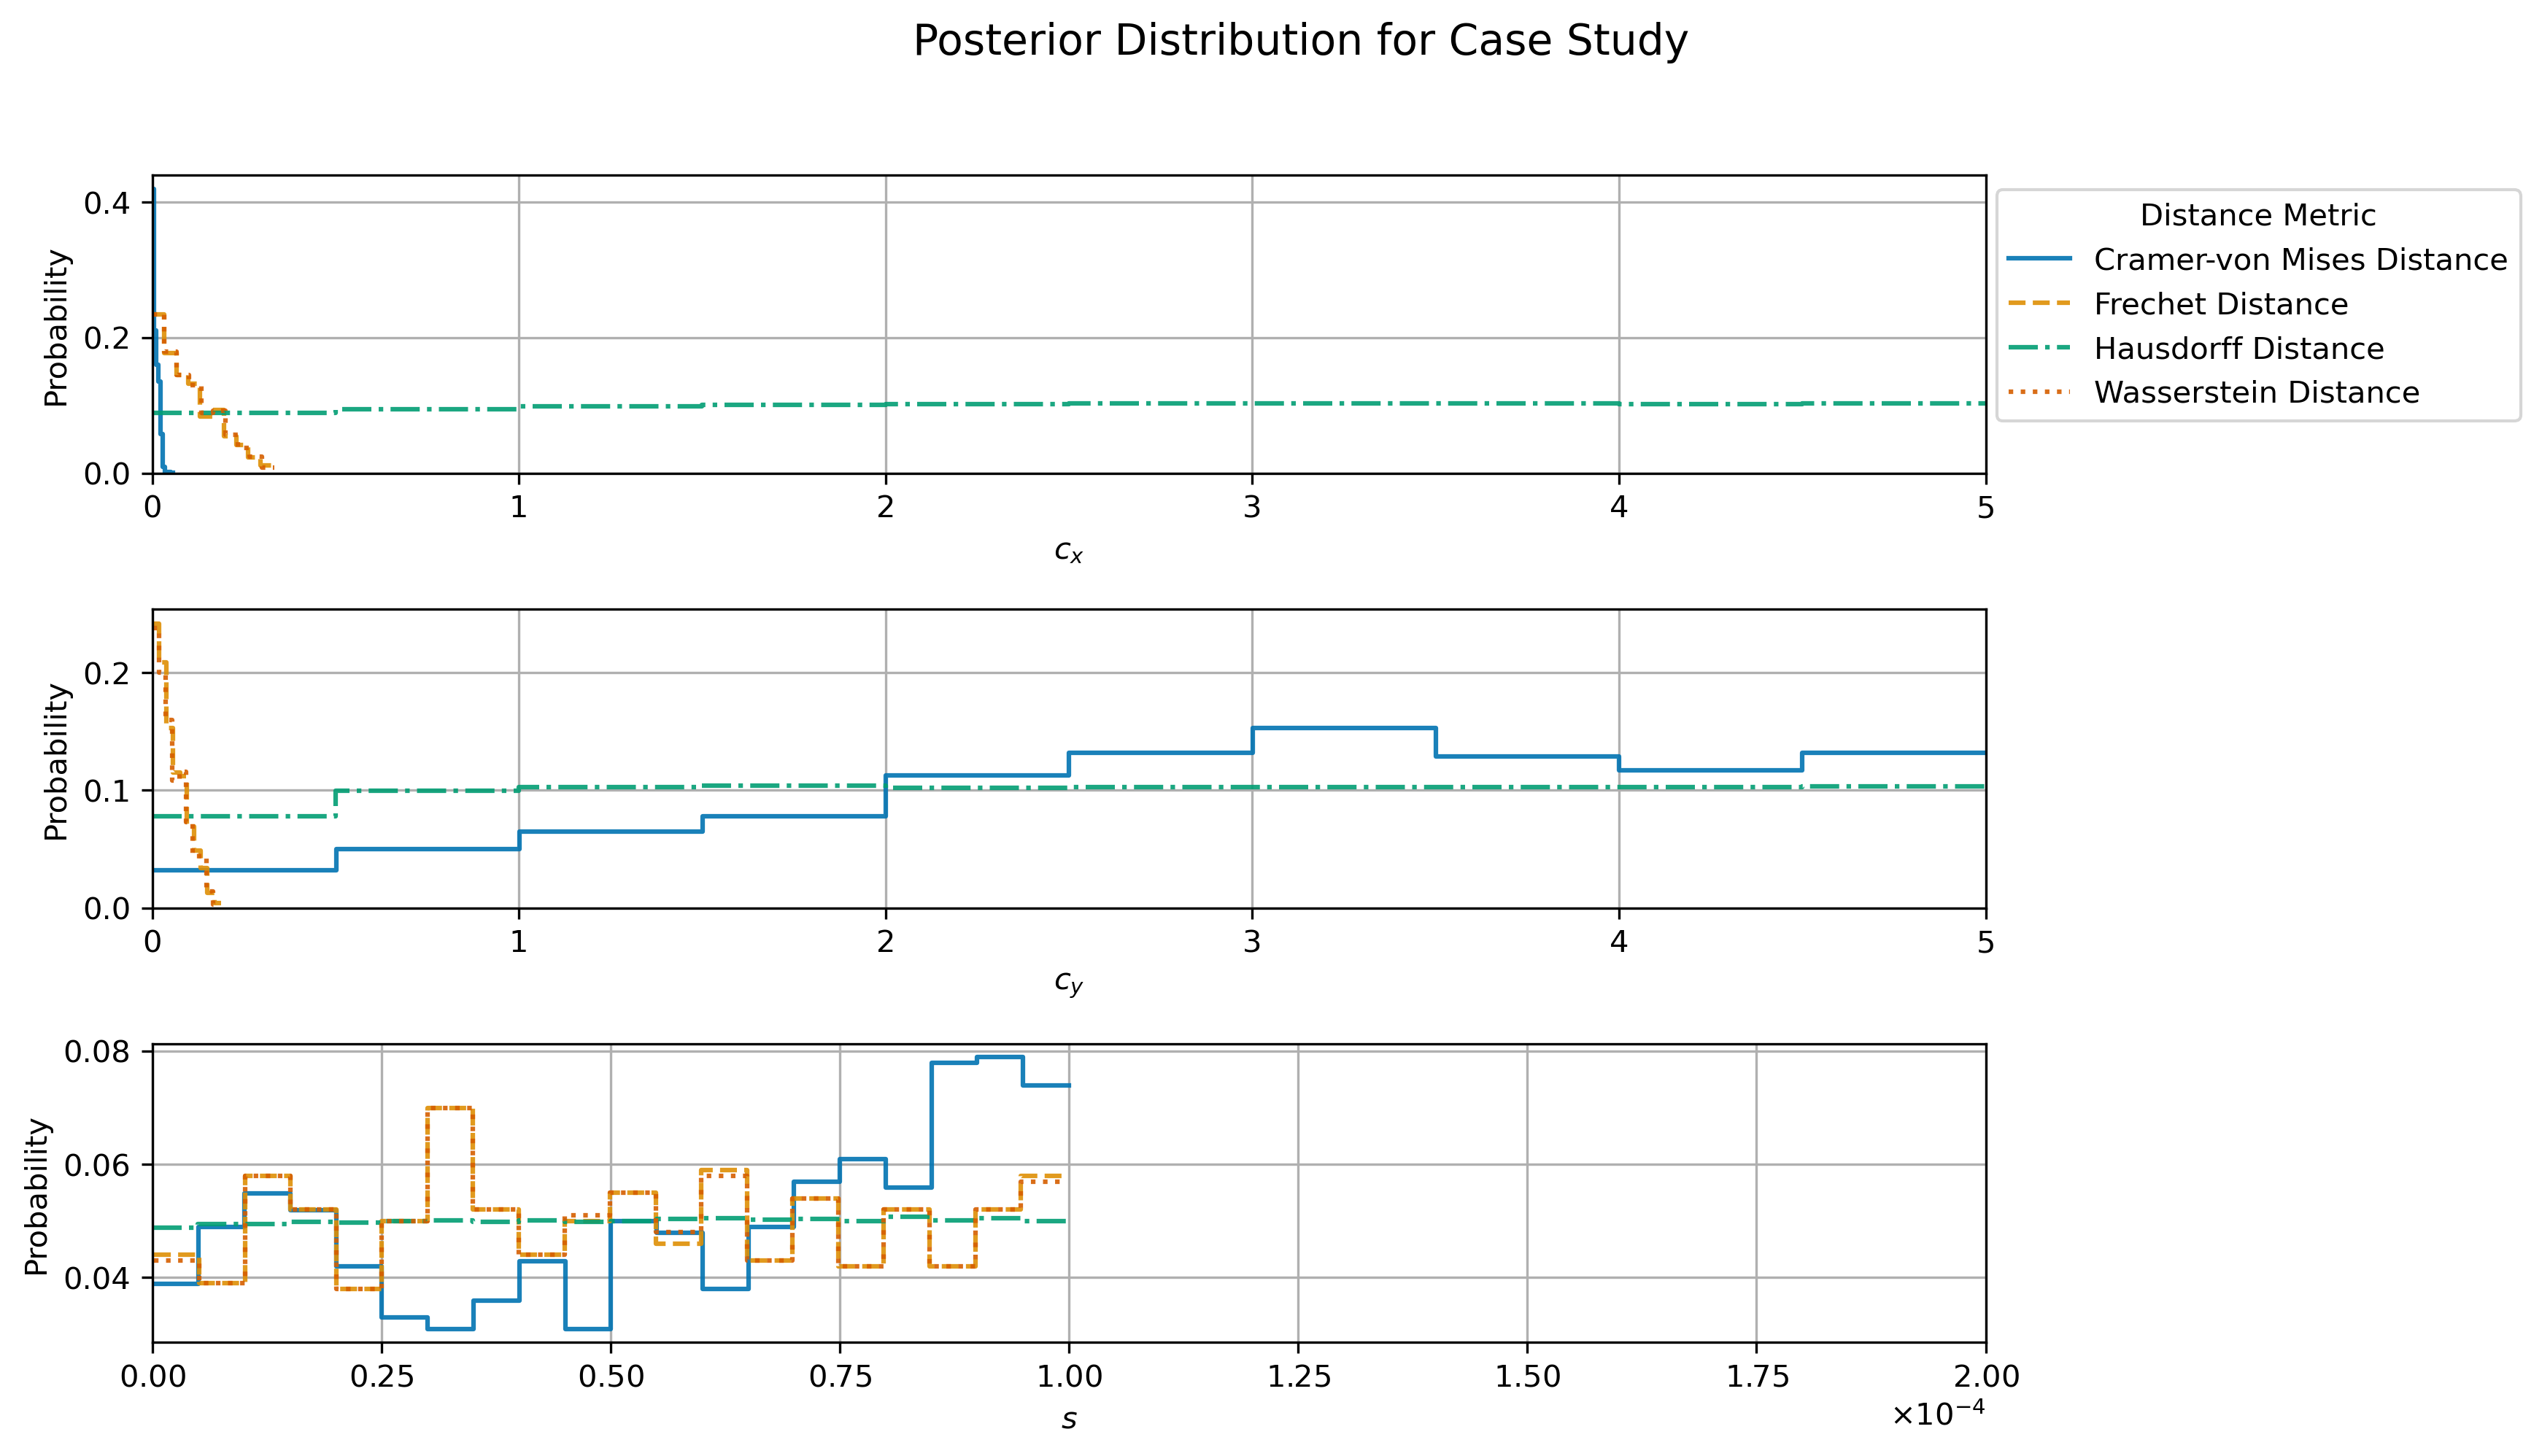 Posterior Distribution for Case Study
0.4
0.2
0.0
Probability
0 1 2 3 4 5
c_x
Distance Metric
Cramer-von Mises Distance
Frechet Distance
Hausdorff Distance
Wasserstein Distance
0.2
0.1
0.0
Probability
0 1 2 3 4 5
c_y
0.08
0.06
0.04
Probability
0.00 0.25 0.50 0.75 1.00 1.25 1.50 1.75 2.00
×10⁻⁴
s